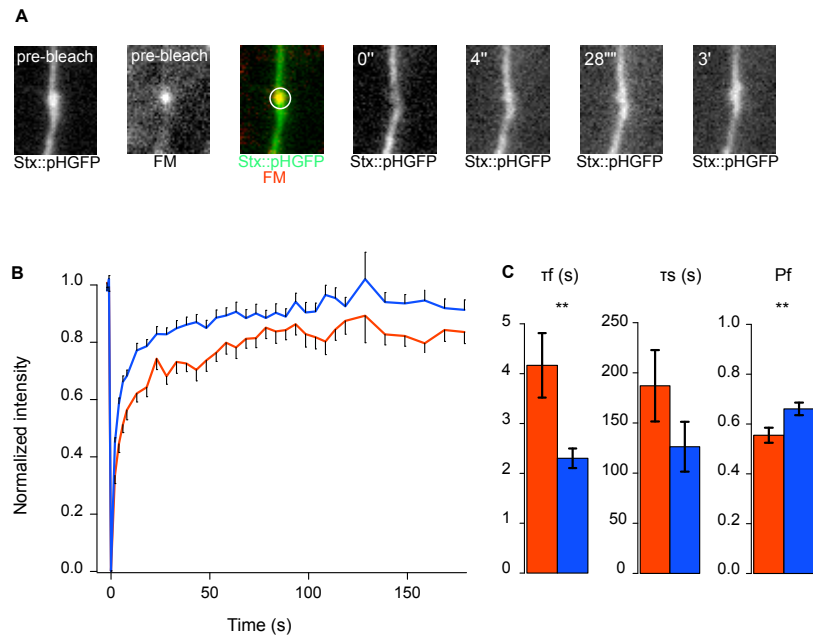 A
pre-bleach
pre-bleach
0"
4"
28""
3'
Stx::pHGFP
FM
Stx::pHGFP
FM
Stx::pHGFP
Stx::pHGFP
Stx::pHGFP
Stx::pHGFP
B
1.0
0.8
0.6
0.4
0.2
0.0
Normalized intensity
0
50
100
150
Time (s)
C
τf (s)
τs (s)
Pf
**
**
5
4
3
2
1
0
250
200
150
100
50
0
1.0
0.8
0.6
0.4
0.2
0.0